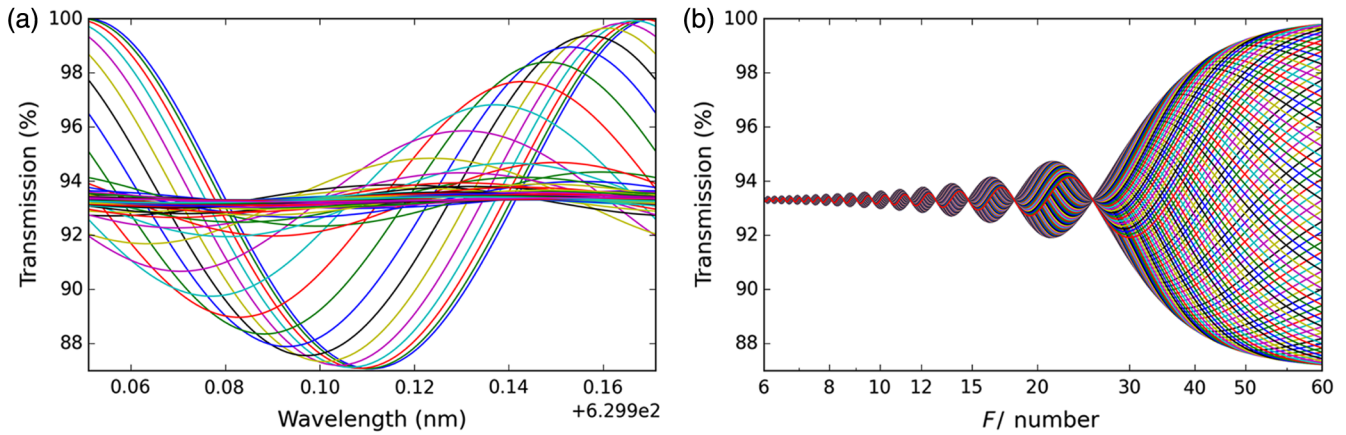 (a)
100
98
96
94
92
90
88
Transmission (%)
0.06 0.08 0.10 0.12 0.14 0.16
+6.299e2
Wavelength (nm)
(b)
100
98
96
94
92
90
88
Transmission (%)
6 8 10 12 15 20 30 40 50 60
F/ number